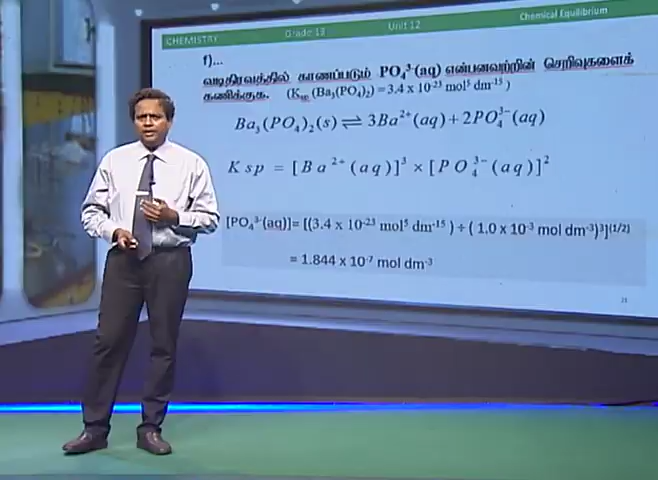 CHEMISTRY Grade 13 Unit 12 Chemical Equilibrium
f)...
வடிதிரவத்தில் காணப்படும் PO₄³⁻(aq) என்பனவற்றின் செறிவுகளைக்
கணிக்குக. (Kₛₚ (Ba₃(PO₄)₂) = 3.4 x 10⁻²³ mol⁵ dm⁻¹⁵ )
Ba₃(PO₄)₂(s) ⇌ 3Ba²⁺(aq) + 2PO₄³⁻(aq)
Ksp = [Ba²⁺(aq)]³ × [PO₄³⁻(aq)]²
[PO₄³⁻(aq)]= [(3.4 x 10⁻²³ mol⁵ dm⁻¹⁵ ) ÷ ( 1.0 x 10⁻³ mol dm⁻³)³]⁽¹/²⁾
= 1.844 x 10⁻⁷ mol dm⁻³
21